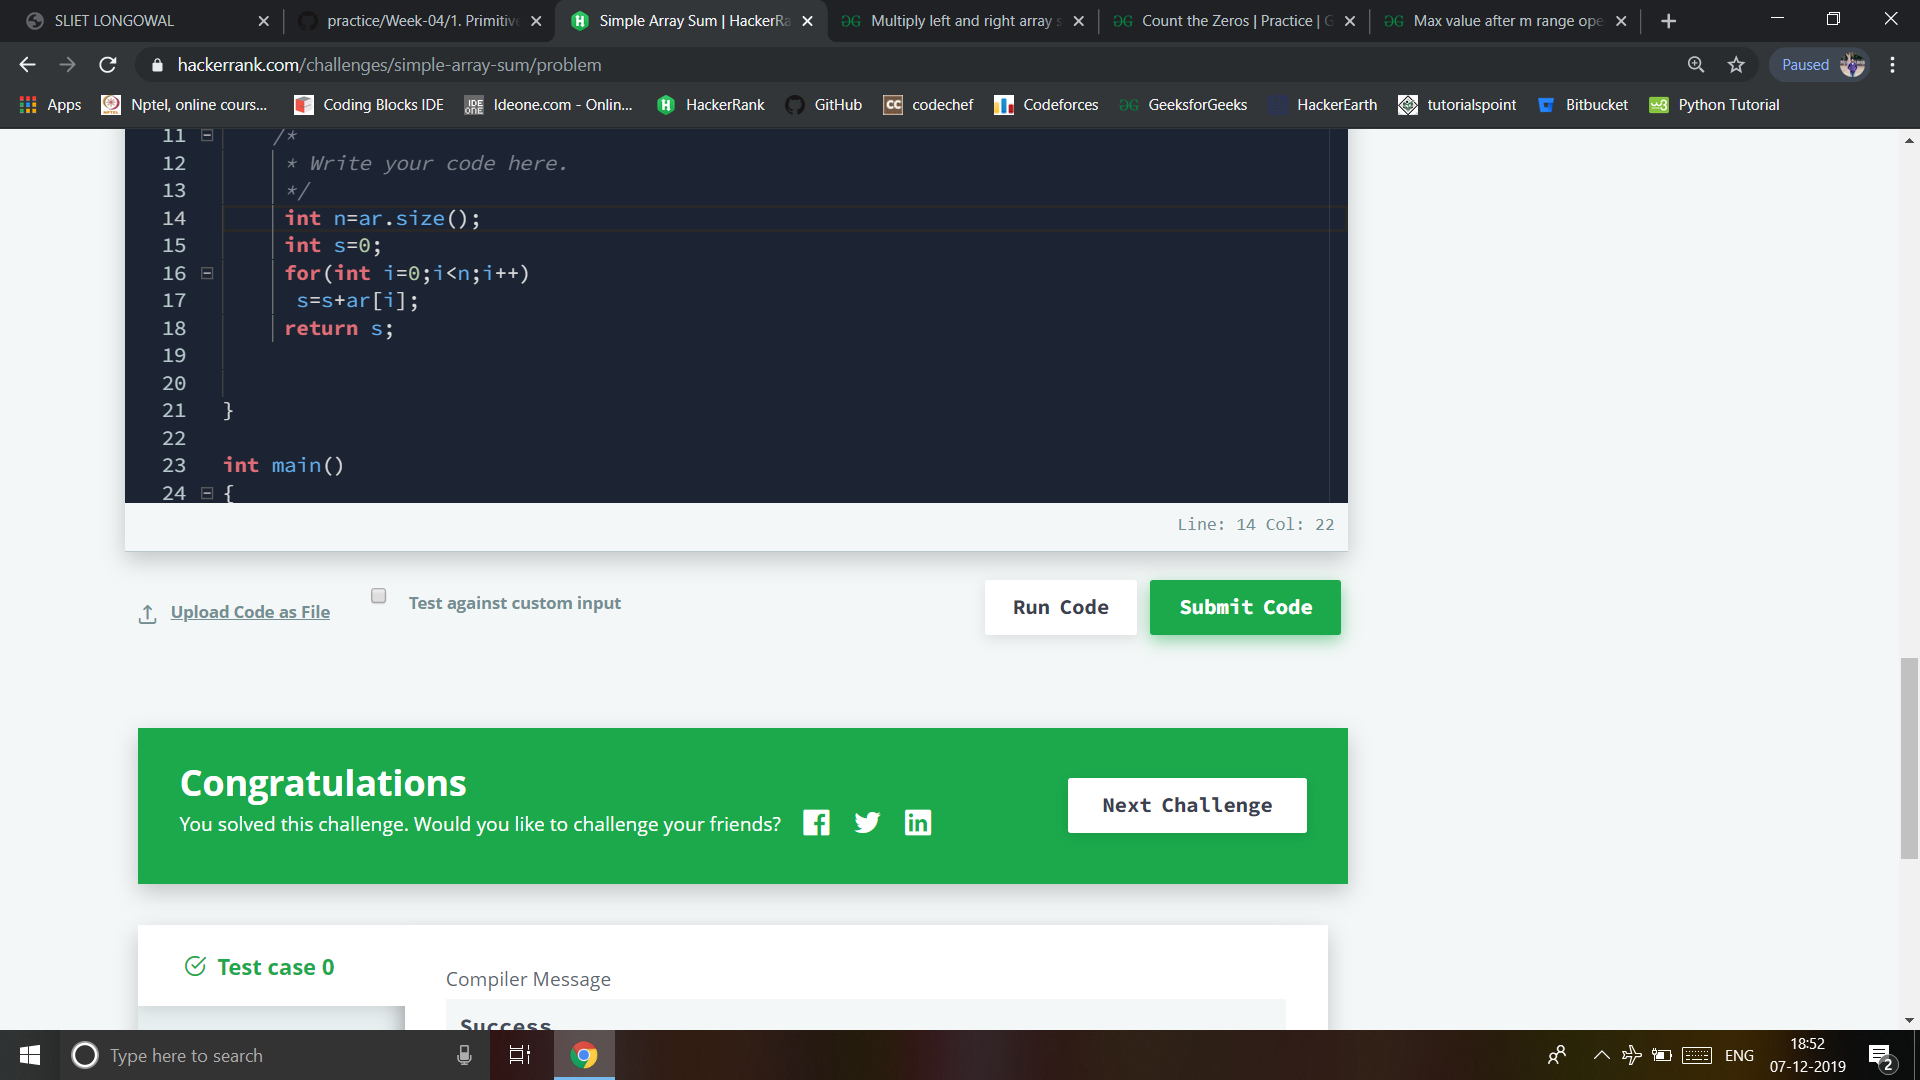 SLIET LONGOWAL
practice/Week-04/1. Primitive
Simple Array Sum | HackerRa
Multiply left and right array s
Count the Zeros | Practice | G
Max value after m range ope
hackerrank.com/challenges/simple-array-sum/problem
Paused
Apps
Nptel, online cours...
Coding Blocks IDE
Ideone.com - Onlin...
HackerRank
GitHub
codechef
Codeforces
GeeksforGeeks
HackerEarth
tutorialspoint
Bitbucket
Python Tutorial
11 /*
12 * Write your code here.
13 */
14 int n=ar.size();
15 int s=0;
16 for(int i=0;i<n;i++)
17 s=s+ar[i];
18 return s;
19
20
21 }
22
23 int main()
24 {
Line: 14 Col: 22
Upload Code as File
Test against custom input
Run Code
Submit Code
Congratulations
You solved this challenge. Would you like to challenge your friends?
Next Challenge
Test case 0
Compiler Message
Success
Type here to search
ENG
18:52
07-12-2019
2